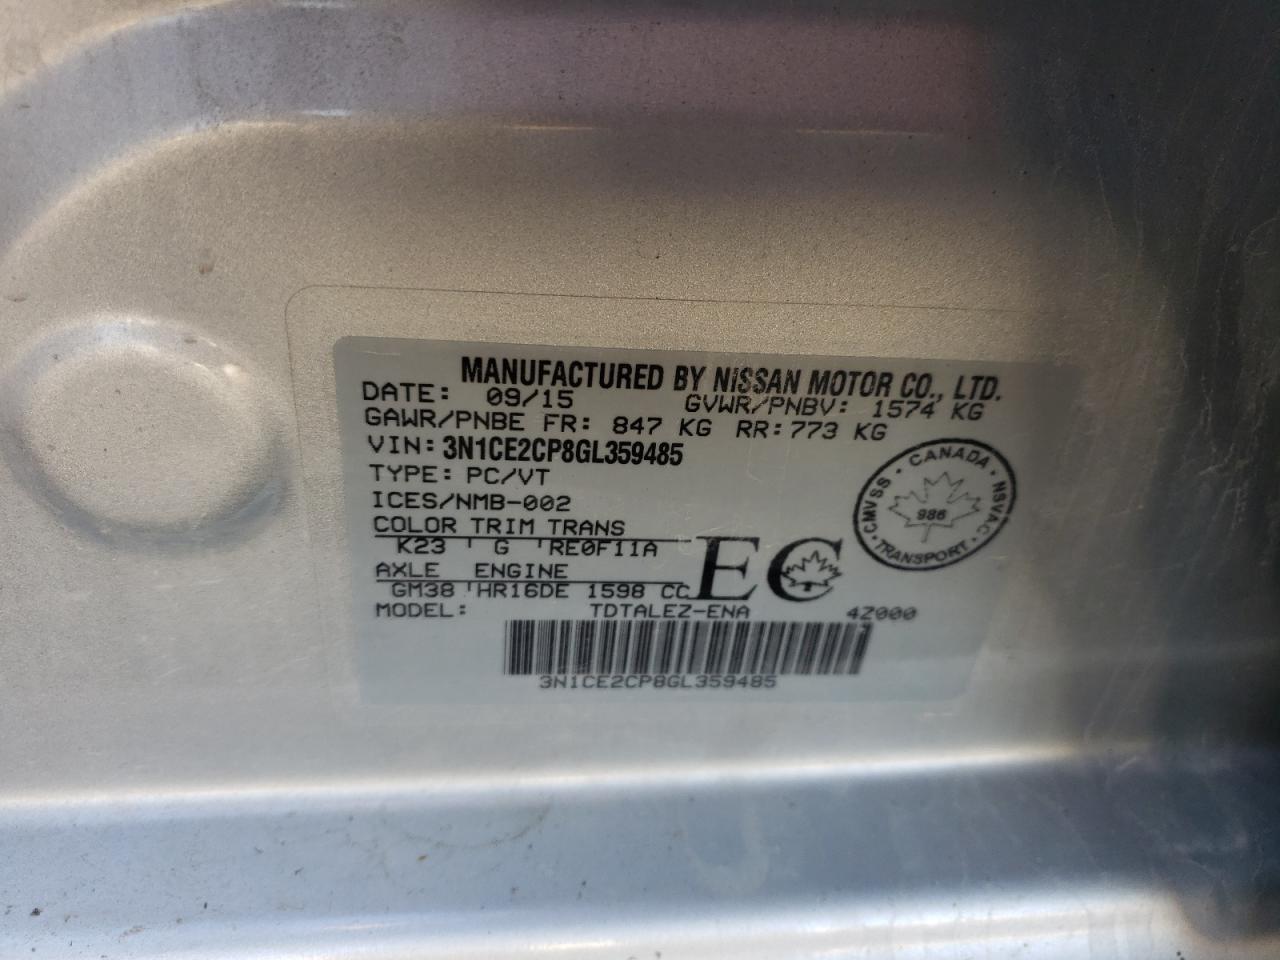 MANUFACTURED BY NISSAN MOTOR CO., LTD.
DATE: 09/15 GVWR/PNBV: 1574 KG
GAWR/PNBE FR: 847 KG RR: 773 KG
VIN: 3N1CE2CP8GL359485
TYPE: PC/VT
ICES/NMB-002
COLOR TRIM TRANS
K23 G RE0F11A
AXLE ENGINE
GM38 HR16DE 1598 CC
MODEL: TDTALEZ-ENA 4Z000
3N1CE2CP8GL359485
EC
CANADA
CMVSS NSVAC
986
TRANSPORT